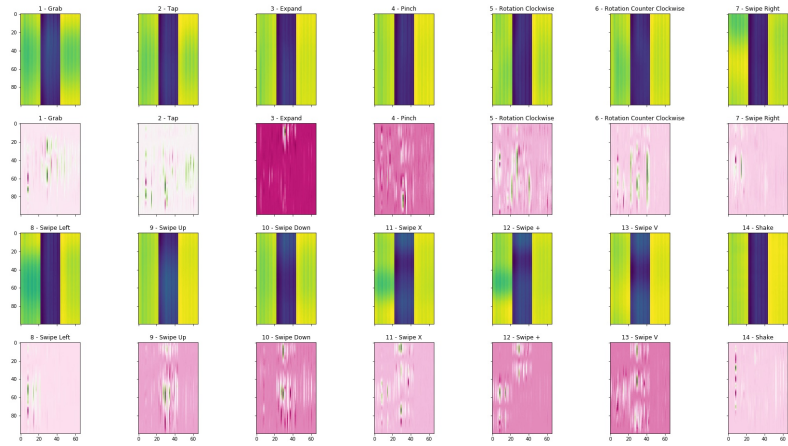 1 - Grab
2 - Tap
3 - Expand
4 - Pinch
5 - Rotation Clockwise
6 - Rotation Counter Clockwise
7 - Swipe Right
0
20
40
60
80
1 - Grab
2 - Tap
3 - Expand
4 - Pinch
5 - Rotation Clockwise
6 - Rotation Counter Clockwise
7 - Swipe Right
0
20
40
60
80
8 - Swipe Left
9 - Swipe Up
10 - Swipe Down
11 - Swipe X
12 - Swipe +
13 - Swipe V
14 - Shake
0
20
40
60
80
8 - Swipe Left
9 - Swipe Up
10 - Swipe Down
11 - Swipe X
12 - Swipe +
13 - Swipe V
14 - Shake
0
20
40
60
80
0 20 40 60 0 20 40 60 0 20 40 60 0 20 40 60 0 20 40 60 0 20 40 60 0 20 40 60